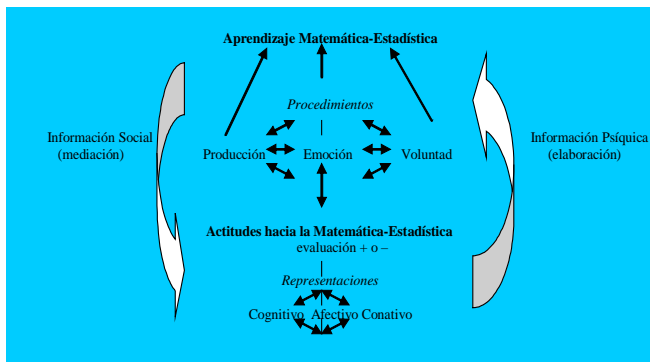 Aprendizaje Matemática-Estadística
Procedimientos
Información Social
(mediación)
Producción Emoción Voluntad
Información Psíquica
(elaboración)
Actitudes hacia la Matemática-Estadística
evaluación + o –
Representaciones
Cognitivo Afectivo Conativo